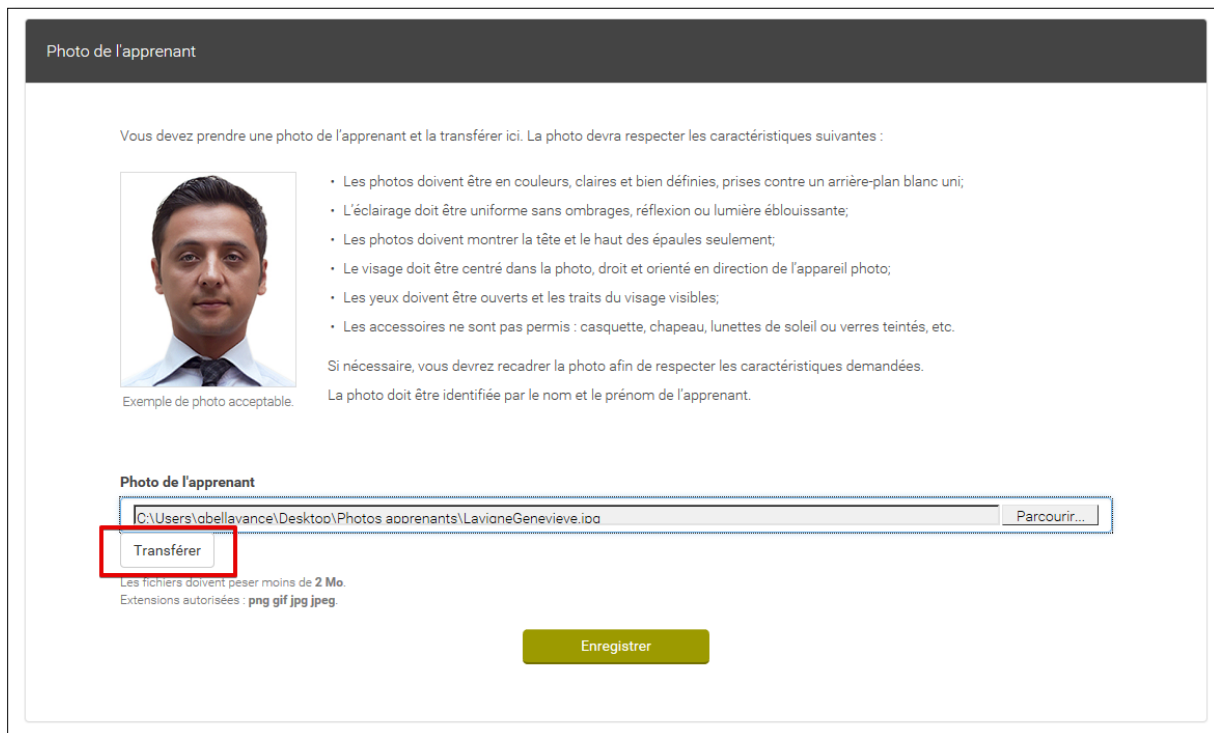 Photo de l'apprenant
Vous devez prendre une photo de l'apprenant et la transférer ici. La photo devra respecter les caractéristiques suivantes :
• Les photos doivent être en couleurs, claires et bien définies, prises contre un arrière-plan blanc uni;
• L'éclairage doit être uniforme sans ombrages, réflexion ou lumière éblouissante;
• Les photos doivent montrer la tête et le haut des épaules seulement;
• Le visage doit être centré dans la photo, droit et orienté en direction de l'appareil photo;
• Les yeux doivent être ouverts et les traits du visage visibles;
• Les accessoires ne sont pas permis : casquette, chapeau, lunettes de soleil ou verres teintés, etc.
Si nécessaire, vous devrez recadrer la photo afin de respecter les caractéristiques demandées.
La photo doit être identifiée par le nom et le prénom de l'apprenant.
Exemple de photo acceptable.
Photo de l'apprenant
C:\Users\gbellavance\Desktop\Photos apprenants\LavigneGenevieve.jpg Parcourir...
Transférer
Les fichiers doivent peser moins de 2 Mo.
Extensions autorisées : png gif jpg jpeg.
Enregistrer